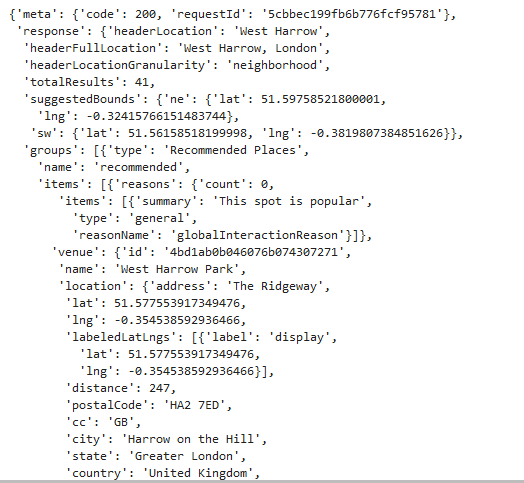 {'meta': {'code': 200, 'requestId': '5cbbec199fb6b776fcf95781'},
'response': {'headerLocation': 'West Harrow',
'headerFullLocation': 'West Harrow, London',
'headerLocationGranularity': 'neighborhood',
'totalResults': 41,
'suggestedBounds': {'ne': {'lat': 51.59758521800001,
'lng': -0.32415766151483744},
'sw': {'lat': 51.56158518199998, 'lng': -0.3819807384851626}},
'groups': [{'type': 'Recommended Places',
'name': 'recommended',
'items': [{'reasons': {'count': 0,
'items': [{'summary': 'This spot is popular',
'type': 'general',
'reasonName': 'globalInteractionReason'}]},
'venue': {'id': '4bd1ab0b046076b074307271',
'name': 'West Harrow Park',
'location': {'address': 'The Ridgeway',
'lat': 51.577553917349476,
'lng': -0.354538592936466,
'labeledLatLngs': [{'label': 'display',
'lat': 51.577553917349476,
'lng': -0.354538592936466}],
'distance': 247,
'postalCode': 'HA2 7ED',
'cc': 'GB',
'city': 'Harrow on the Hill',
'state': 'Greater London',
'country': 'United Kingdom',